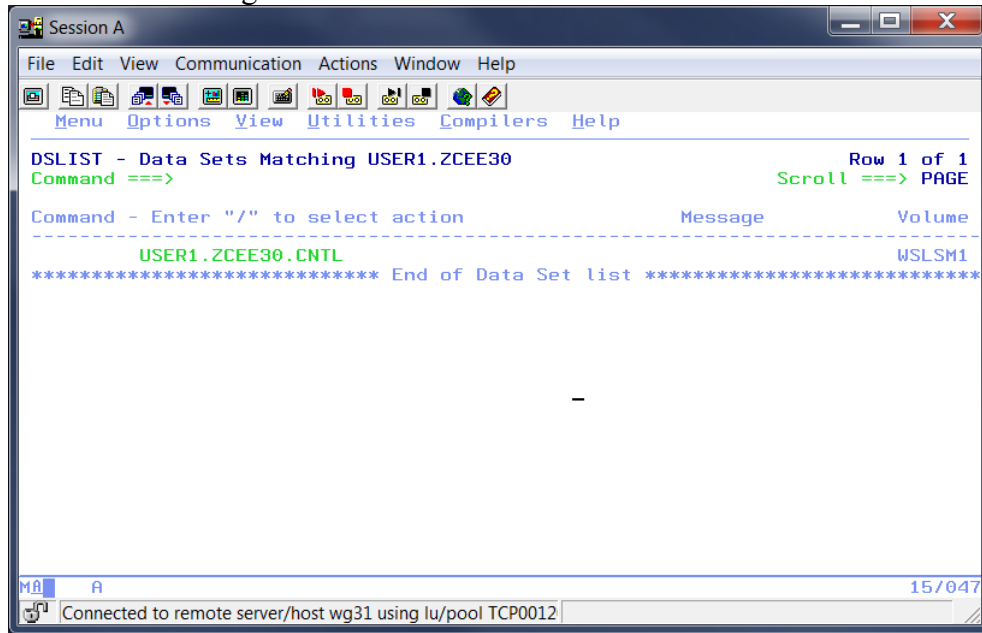 Session A
File Edit View Communication Actions Window Help
Menu Options View Utilities Compilers Help
DSLIST - Data Sets Matching USER1.ZCEE30 Row 1 of 1
Command ===> Scroll ===> PAGE
Command - Enter "/" to select action Message Volume
-------------------------------------------------------------------------------
USER1.ZCEE30.CNTL WSLSM1
***************************** End of Data Set list ****************************
MA A 15/047
Connected to remote server/host wg31 using lu/pool TCP0012